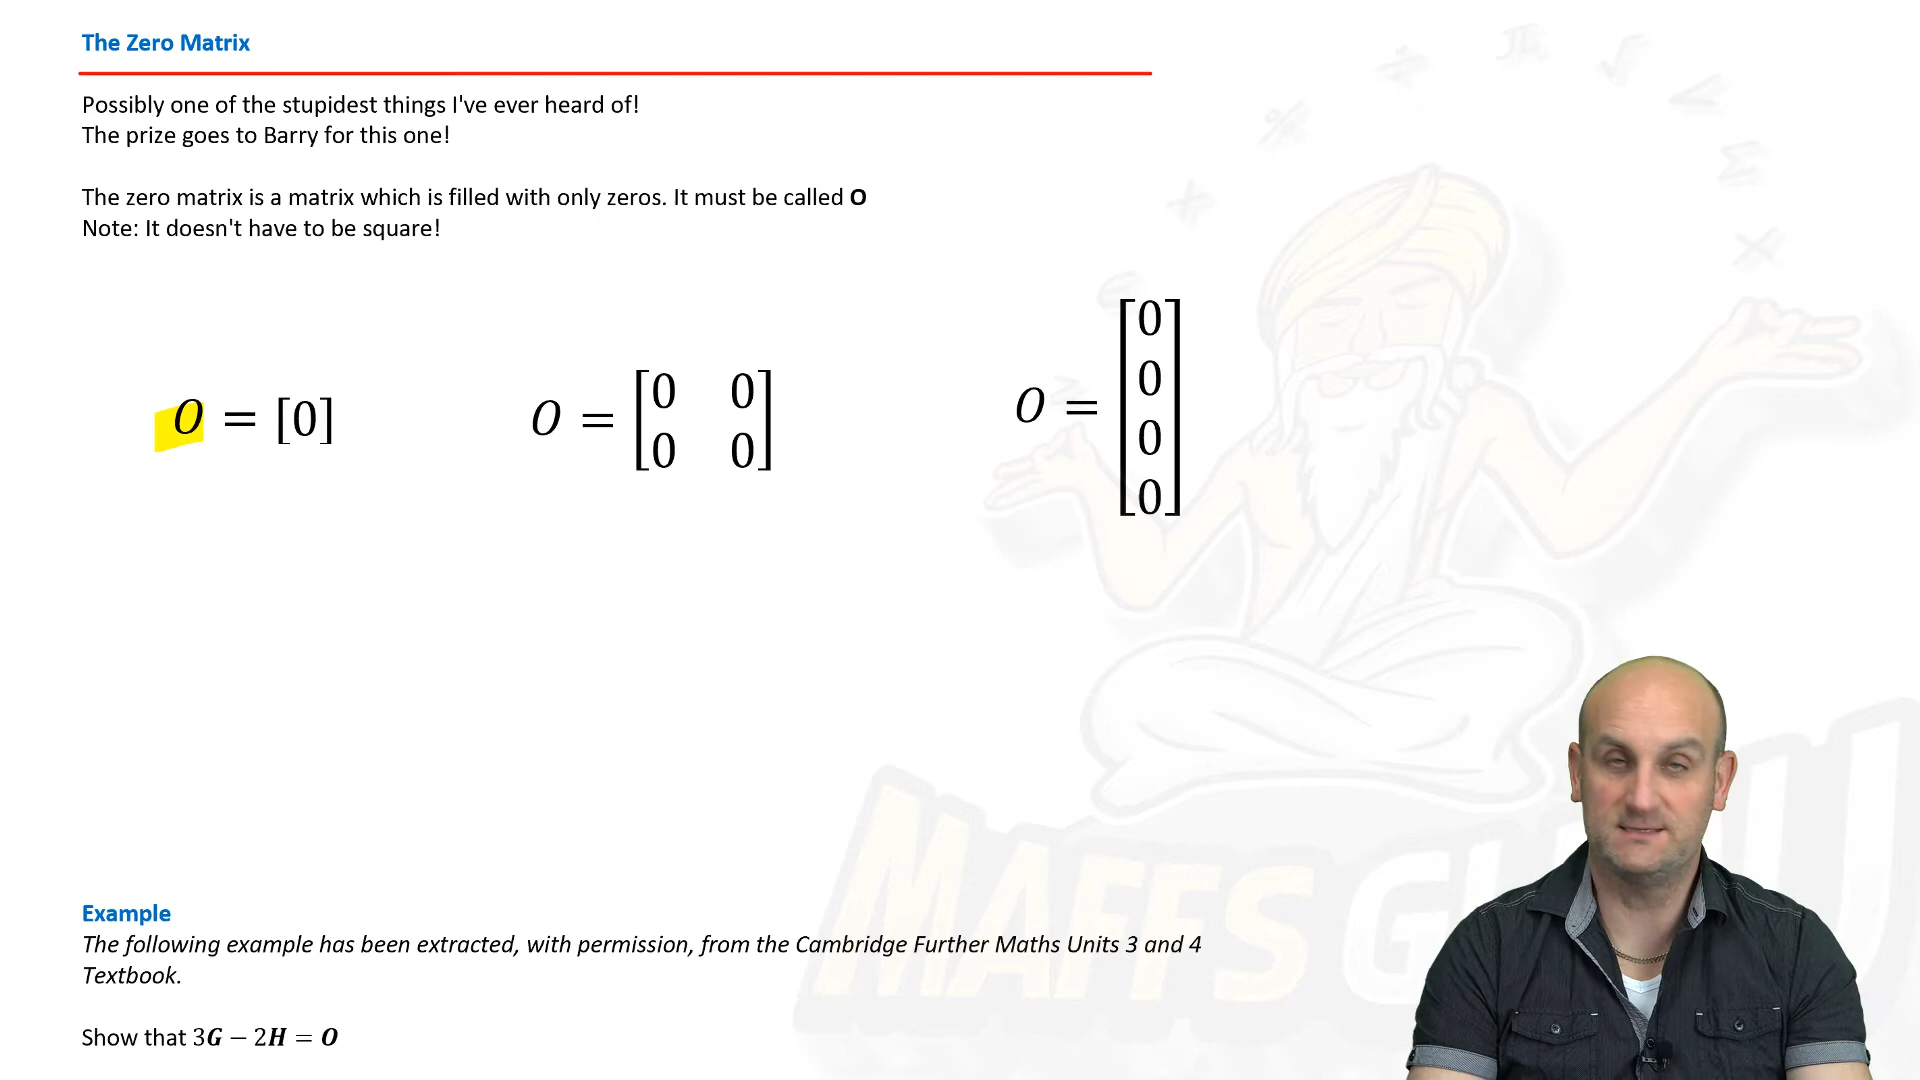 The Zero Matrix
Possibly one of the stupidest things I've ever heard of!
The prize goes to Barry for this one!
The zero matrix is a matrix which is filled with only zeros. It must be called O
Note: It doesn't have to be square!
O = [0]
O = [0 0
0 0]
O = [0
0
0
0]
MAFFS GURU
Example
The following example has been extracted, with permission, from the Cambridge Further Maths Units 3 and 4
Textbook.
Show that 3G − 2H = O